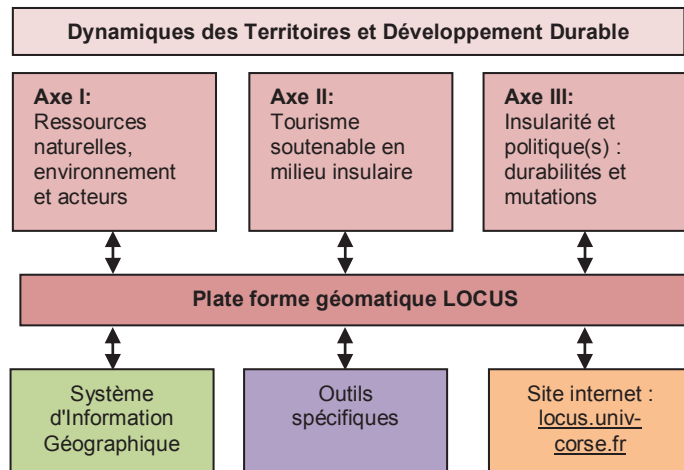 Dynamiques des Territoires et Développement Durable
Axe I:
Ressources
naturelles,
environnement
et acteurs
Axe II:
Tourisme
soutenable en
milieu insulaire
Axe III:
Insularité et
politique(s) :
durabilités et
mutations
Plate forme géomatique LOCUS
Système
d'Information
Géographique
Outils
spécifiques
Site internet :
locus.univ-
corse.fr